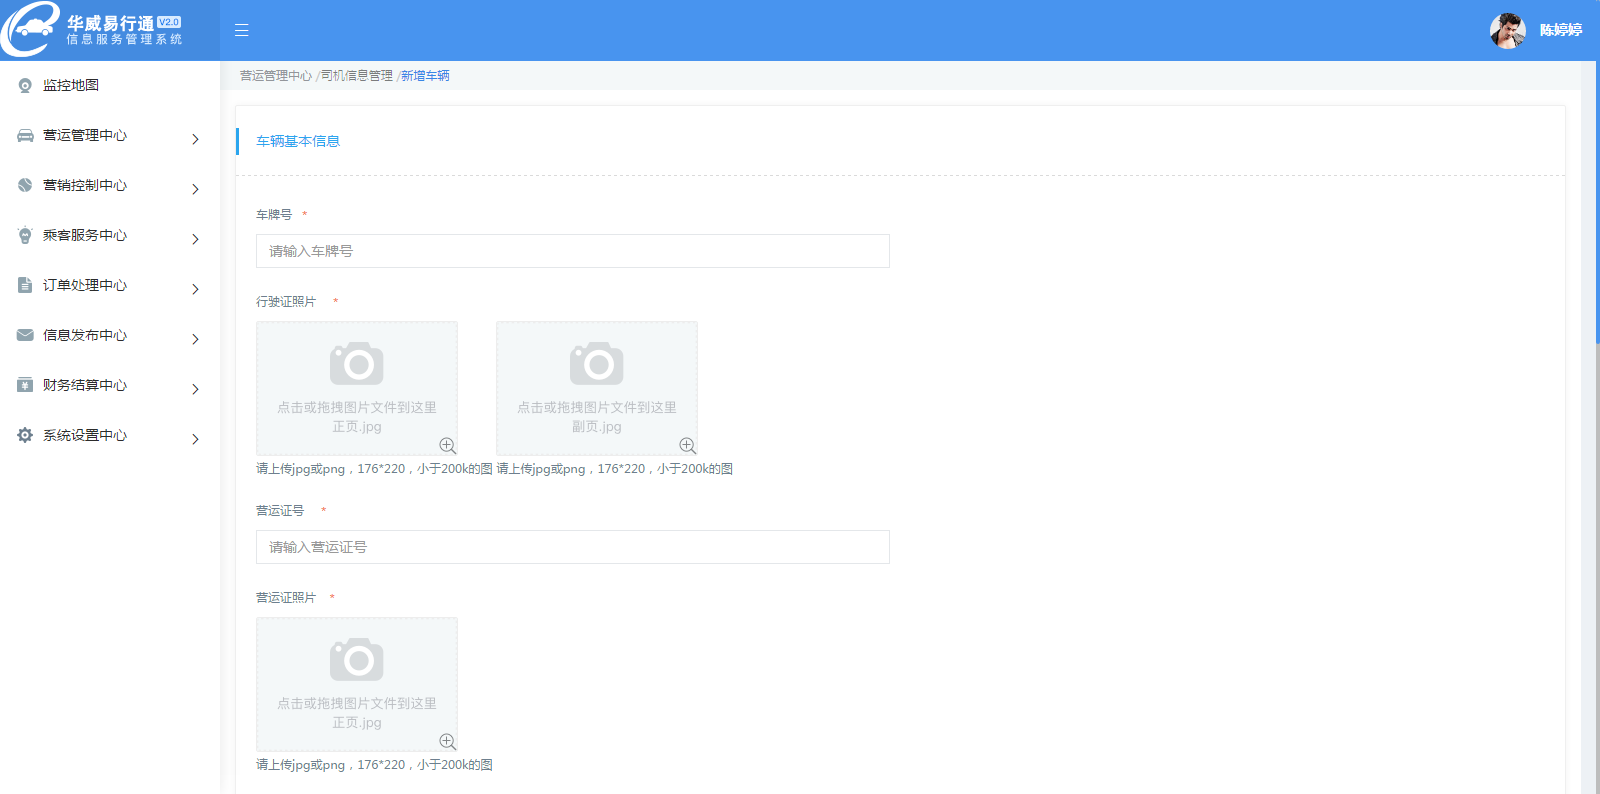 华威易行通 V2.0
信息服务管理系统
陈婷婷
监控地图
营运管理中心
营销控制中心
乘客服务中心
订单处理中心
信息发布中心
财务结算中心
系统设置中心
营运管理中心 /司机信息管理 /新增车辆
车辆基本信息
车牌号 *
请输入车牌号
行驶证照片 *
点击或拖拽图片文件到这里
正页.jpg
点击或拖拽图片文件到这里
副页.jpg
请上传jpg或png，176*220，小于200k的图 请上传jpg或png，176*220，小于200k的图
营运证号 *
请输入营运证号
营运证照片 *
点击或拖拽图片文件到这里
正页.jpg
请上传jpg或png，176*220，小于200k的图